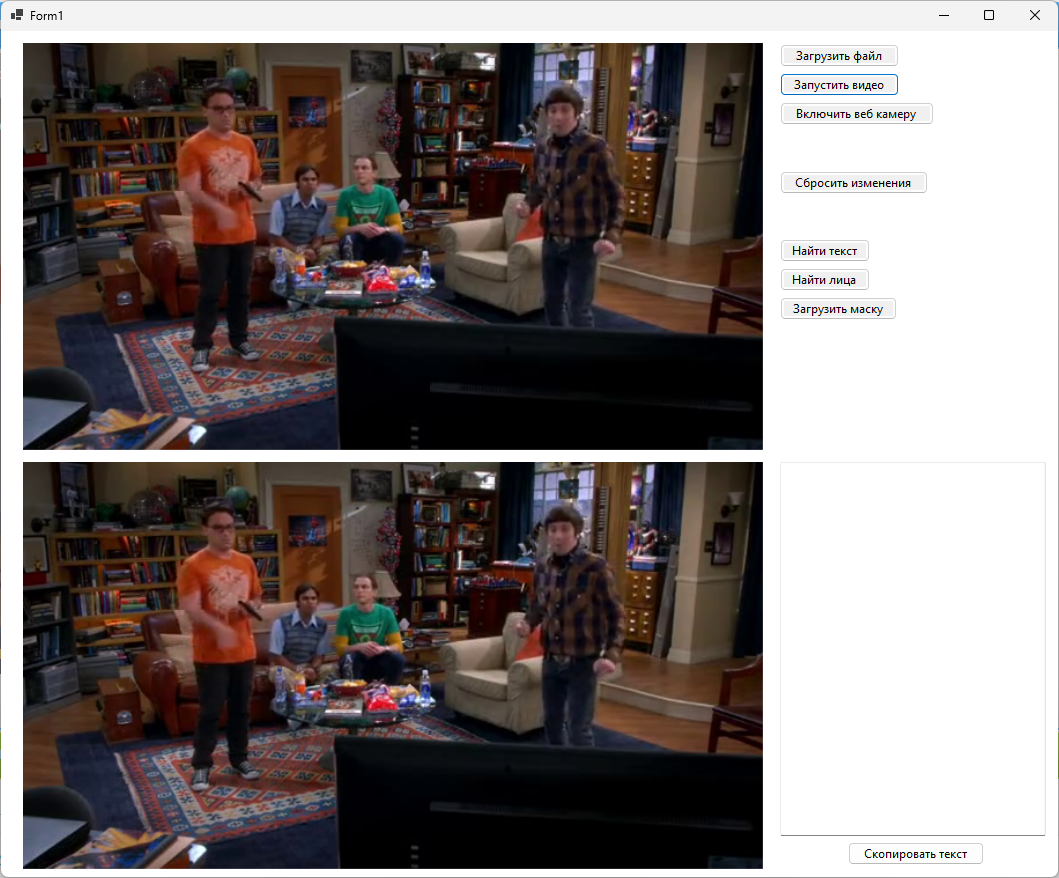 Form1
Загрузить файл
Запустить видео
Включить веб камеру
Сбросить изменения
Найти текст
Найти лица
Загрузить маску
Скопировать текст